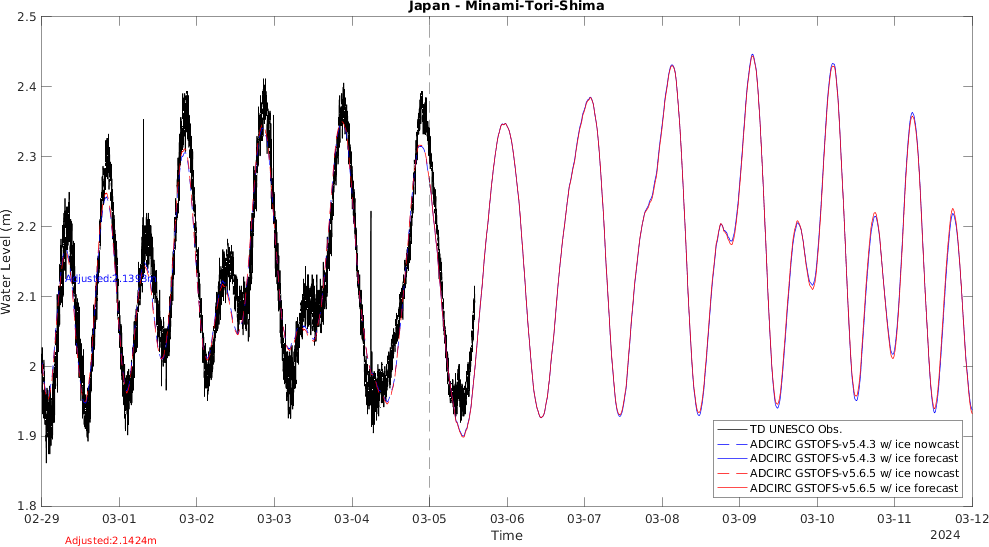 Japan - Minami-Tori-Shima
Water Level (m)
2.5
2.4
2.3
2.2
2.1
2
1.9
1.8
Adjusted:2.1393m
TD UNESCO Obs.
ADCIRC GSTOFS-v5.4.3 w/ ice nowcast
ADCIRC GSTOFS-v5.4.3 w/ ice forecast
ADCIRC GSTOFS-v5.6.5 w/ ice nowcast
ADCIRC GSTOFS-v5.6.5 w/ ice forecast
02-29 03-01 03-02 03-03 03-04 03-05 03-06 03-07 03-08 03-09 03-10 03-11 03-12
Time
2024
Adjusted:2.1424m